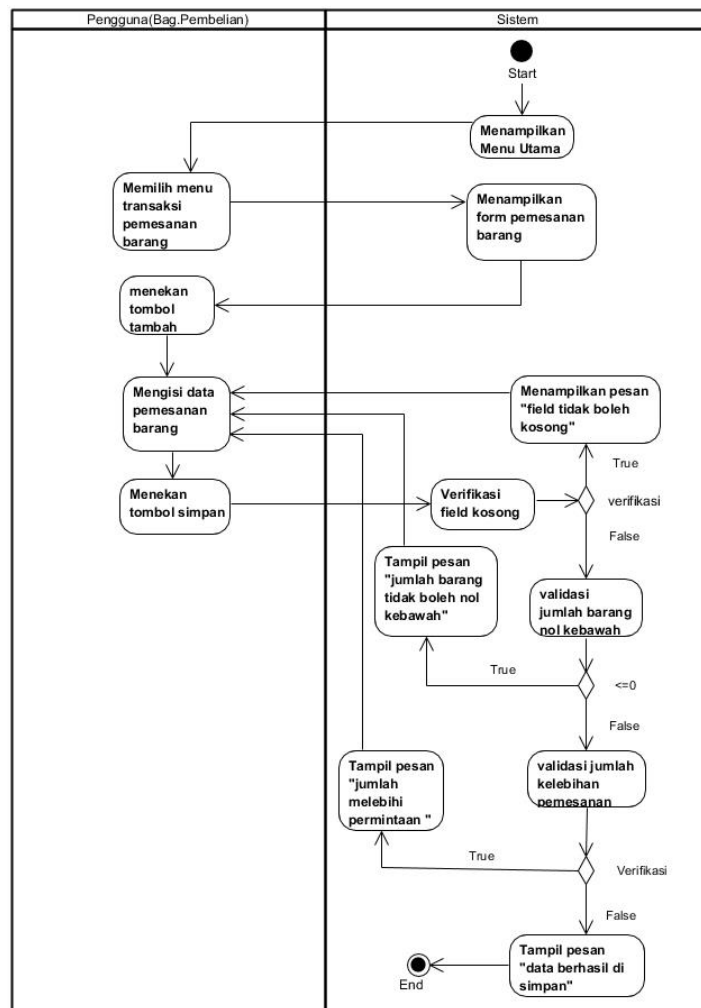 Pengguna(Bag.Pembelian)
Sistem
Start
Menampilkan
Menu Utama
Memilih menu
transaksi
pemesanan
barang
Menampilkan
form pemesanan
barang
menekan
tombol
tambah
Mengisi data
pemesanan
barang
Menampilkan pesan
"field tidak boleh
kosong"
True
Menekan
tombol simpan
Verifikasi
field kosong
verifikasi
False
Tampil pesan
"jumlah barang
tidak boleh nol
kebawah"
validasi
jumlah barang
nol kebawah
True
<=0
False
Tampil pesan
"jumlah
melebihi
permintaan "
validasi jumlah
kelebihan
pemesanan
True
Verifikasi
False
Tampil pesan
"data berhasil di
simpan"
End